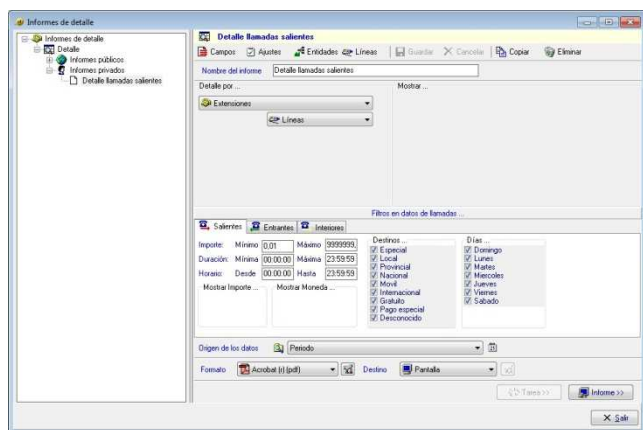 Informes de detalle
Informes de detalle
Detalle
Informes públicos
Informes privados
Detalle llamadas salientes
Detalle llamadas salientes
Campos Ajustes Entidades Líneas Guardar Cancelar Copiar Eliminar
Nombre del informe Detalle llamadas salientes
Detalle por ... Mostrar ...
Extensiones
Líneas
Filtros en datos de llamadas ...
Salientes Entrantes Interiores
Importe: Mínimo 0,01 Máximo 9999999,
Duración: Mínima 00:00:00 Máxima 23:59:59
Horario: Desde 00:00:00 Hasta 23:59:59
Mostrar Importe ... Mostrar Moneda ...
Destinos ...
Especial
Local
Provincial
Nacional
Movil
Internacional
Gratuito
Pago especial
Desconocido
Días ...
Domingo
Lunes
Martes
Miercoles
Jueves
Viernes
Sabado
Origen de los datos Periodo
Formato Acrobat (r) (pdf) Destino Pantalla
Tarea >> Informe >>
Salir